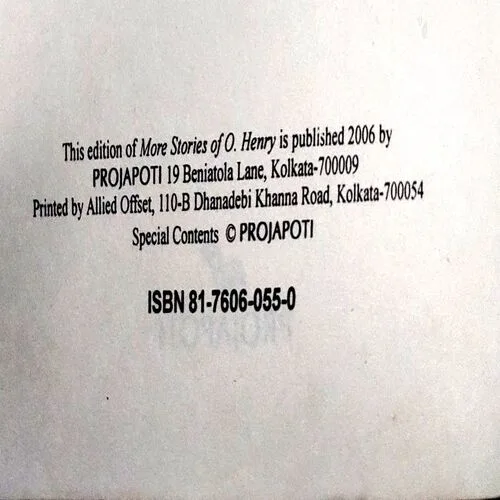 This edition of More Stories of O. Henry is published 2006 by
PROJAPOTI 19 Beniatola Lane, Kolkata-700009
Printed by Allied Offset, 110-B Dhanadebi Khanna Road, Kolkata-700054
Special Contents © PROJAPOTI
ISBN 81-7606-055-0
PROJAPOTI